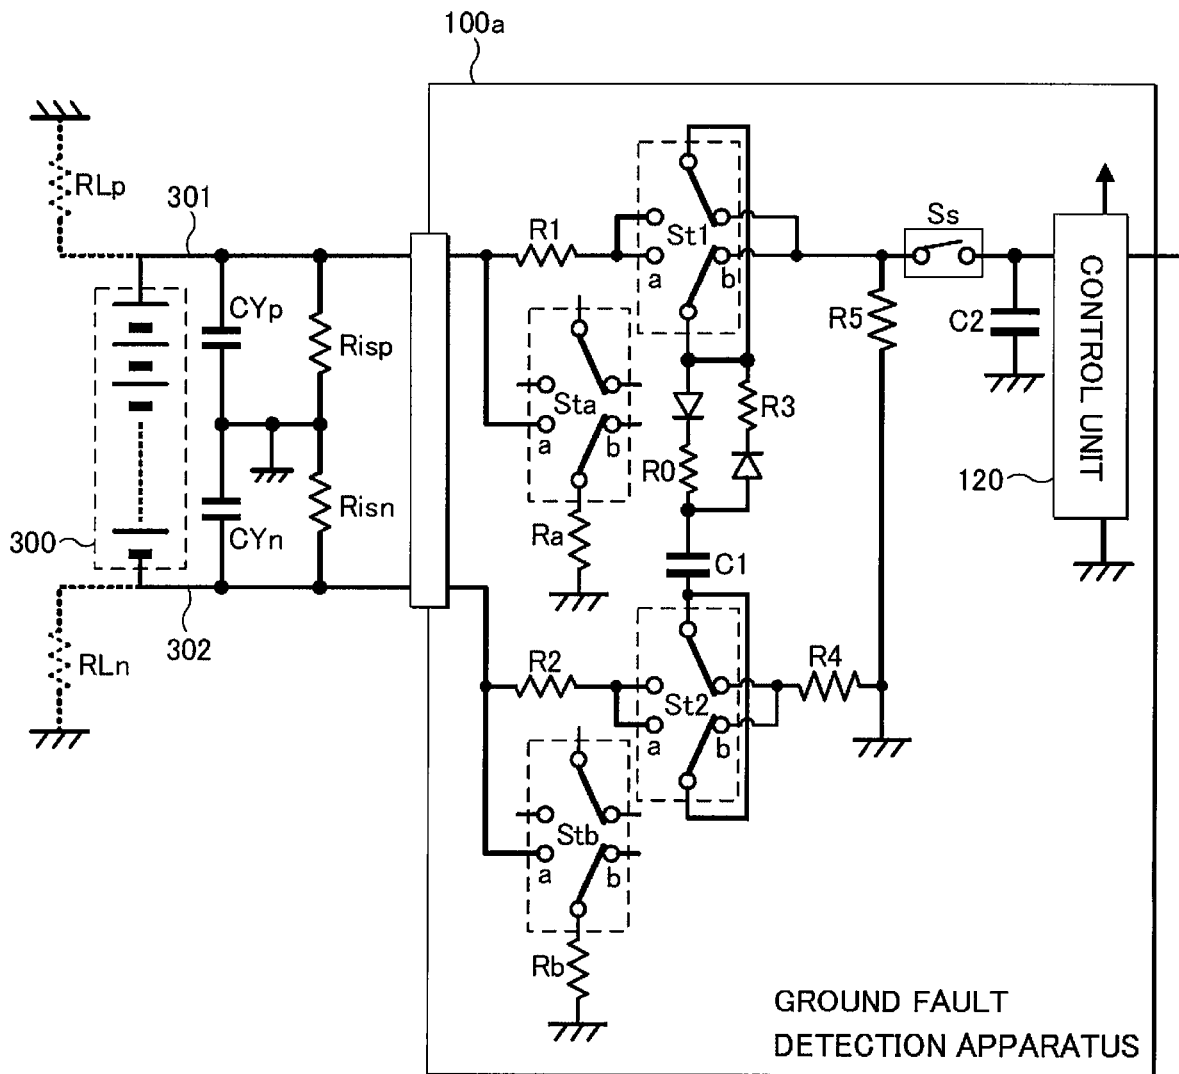 100a
RLp
301
R1
St1
a
b
Ss
CYp
Risp
Sta
a
b
R5
C2
CONTROL UNIT
R3
R0
120
300
CYn
Risn
Ra
C1
302
RLn
R2
St2
a
b
R4
Stb
a
b
Rb
GROUND FAULT
DETECTION APPARATUS